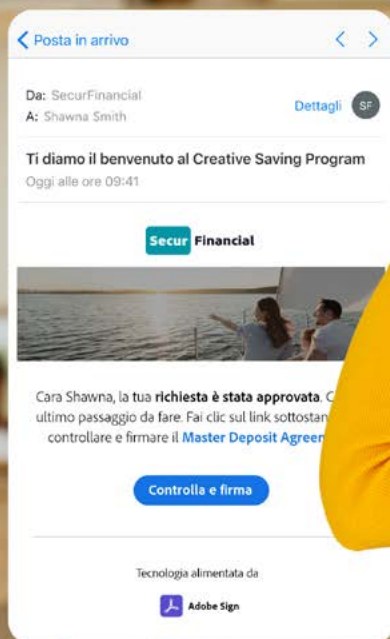 Posta in arrivo
Da: SecurFinancial
Dettagli SF
A: Shawna Smith
Ti diamo il benvenuto al Creative Saving Program
Oggi alle ore 09:41
Secur Financial
Cara Shawna, la tua richiesta è stata approvata.
ultimo passaggio da fare. Fai clic sul link
controllare e firmare il Master Deposit
Controlla e firma
Tecnologia alimentata da
Adobe Sign